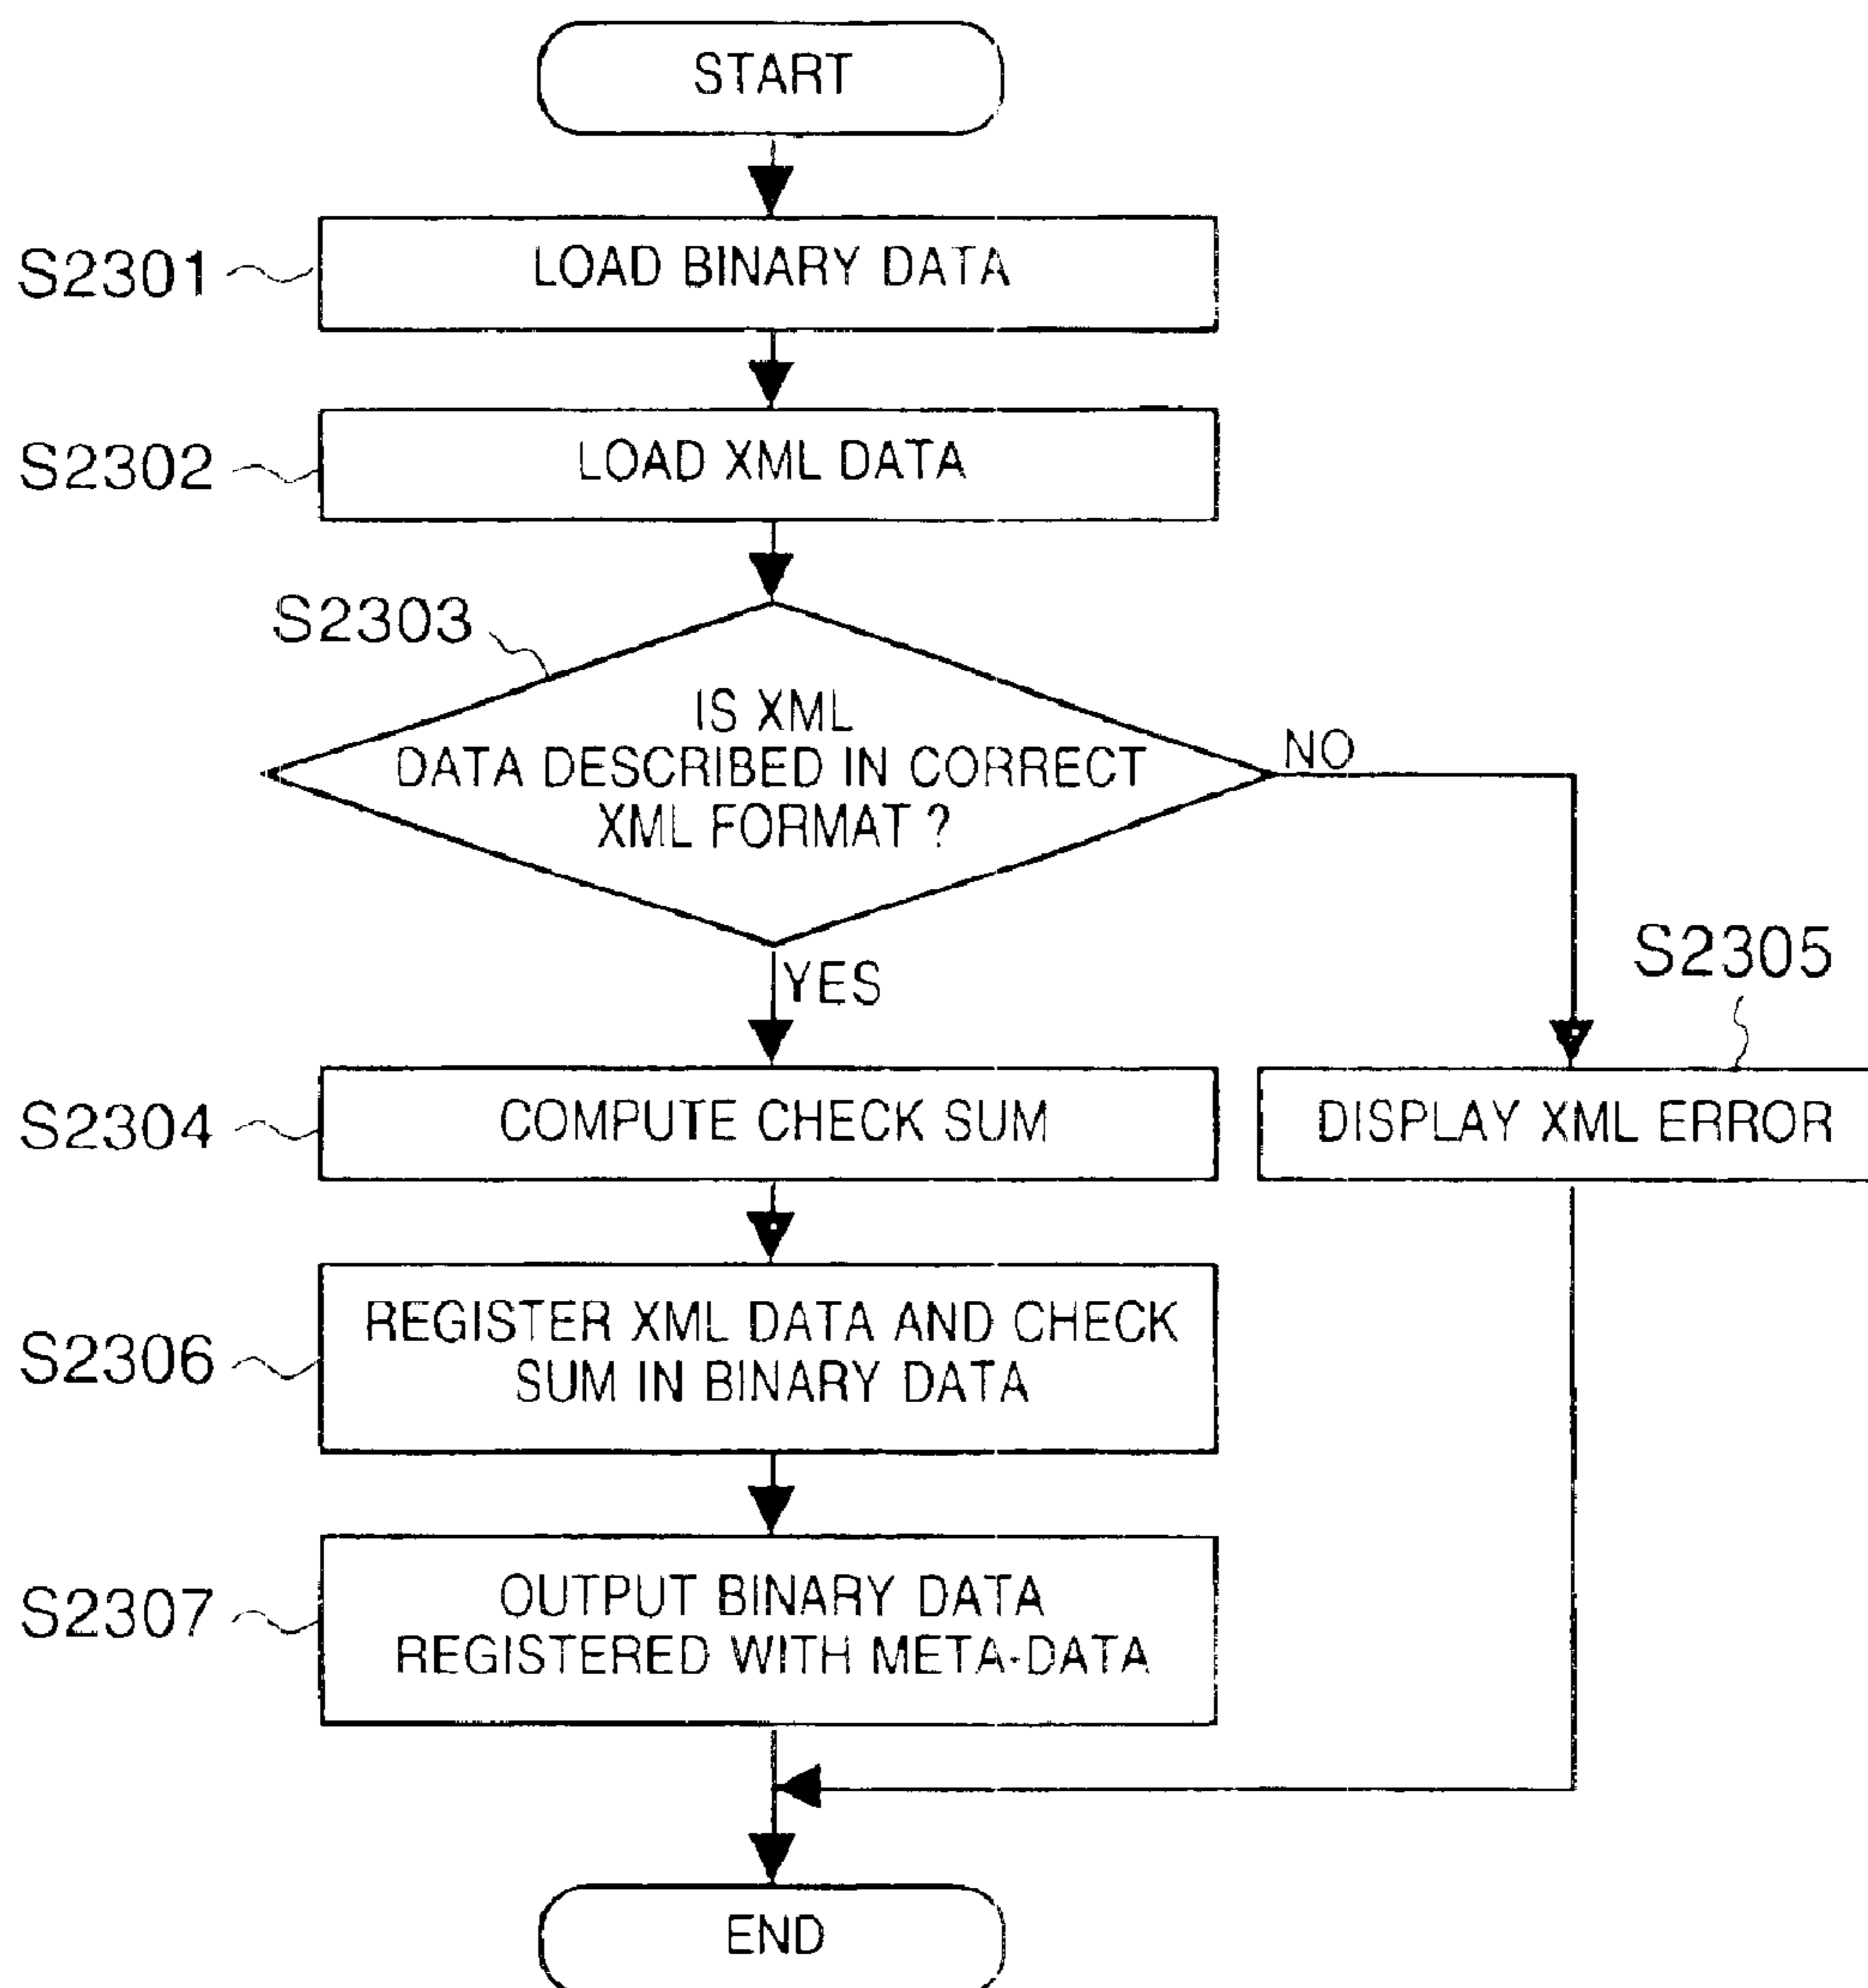 START
S2301
LOAD BINARY DATA
S2302
LOAD XML DATA
S2303
IS XML
DATA DESCRIBED IN CORRECT
XML FORMAT ?
NO
YES
S2305
S2304
COMPUTE CHECK SUM
DISPLAY XML ERROR
S2306
REGISTER XML DATA AND CHECK
SUM IN BINARY DATA
S2307
OUTPUT BINARY DATA
REGISTERED WITH META-DATA
END